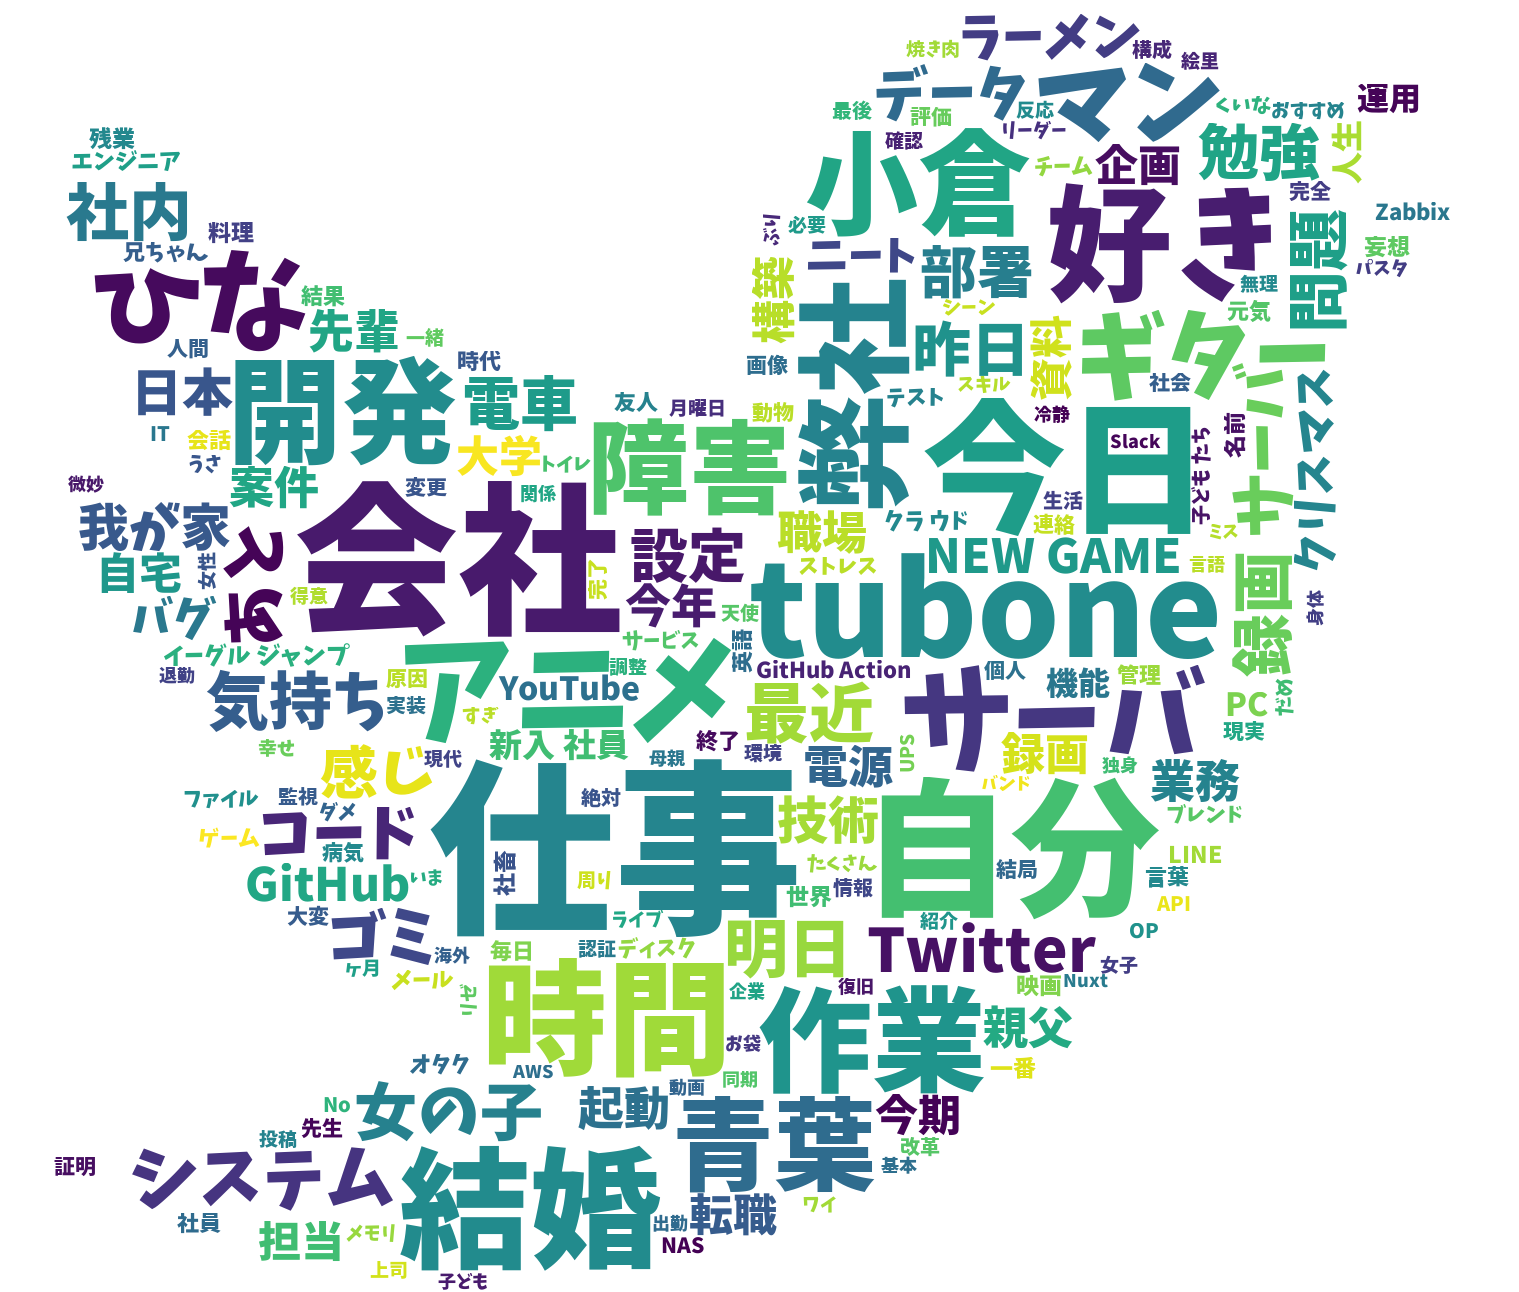 ラーメン
焼き肉
構成
絵里
データ
マン
運用
最後
評価
反応
くいな
おすすめ
リーダー
確認
残業
エンジニア
小倉
チーム
企画
勉強
人生
社内
料理
兄ちゃん
必要
好き
完全
Zabbix
妄想
パスタ
問題
ひな
結果
先輩
一緒
構築
ニート
部署
シーン
無理
元気
人間
時代
弊社
昨日
資料
ギター
社会
日本
開発
電車
画像
テスト
スキル
サーバー
クリスマス
IT
会話
うさ
大学
トイレ
友人
月曜日
動物
障害
今日
冷静
Slack
子どもたち
名前
案件
変更
関係
微妙
我が家
会社
設定
職場
クラウド
生活
連絡
ミス
自宅
女性
得意
完了
今年
ストレス
NEW GAME
言語
バグ
天使
tubone
録画
身体
イーグル ジャンプ
サービス
英語
退勤
気持ち
原因
アニメ
調整
GitHub Action
個人
機能
管理
PC
だめ
実装
YouTube
すぎ
最近
サーバ
現実
幸せ
感じ
現代
新入 社員
母親
終了
環境
電源
UPS
録画
独身
業務
ファイル
監視
ダメ
絶対
バンド
ブレンド
ゲーム
コード
病気
仕事
技術
自分
LINE
GitHub
いま
社畜
周り
たくさん
世界
情報
結局
言葉
API
大変
ゴミ
海外
ライブ
紹介
OP
ヶ月
メール
毎日
認証
ディスク
明日
Twitter
女子
時間
企業
復旧
映画
Nuxt
作業
親父
お袋
一番
オタク
AWS
動画
同期
No
女の子
起動
青葉
今期
先生
投稿
改革
基本
証明
システム
結婚
転職
ワイ
社員
担当
メモリ
出勤
NAS
上司
子ども